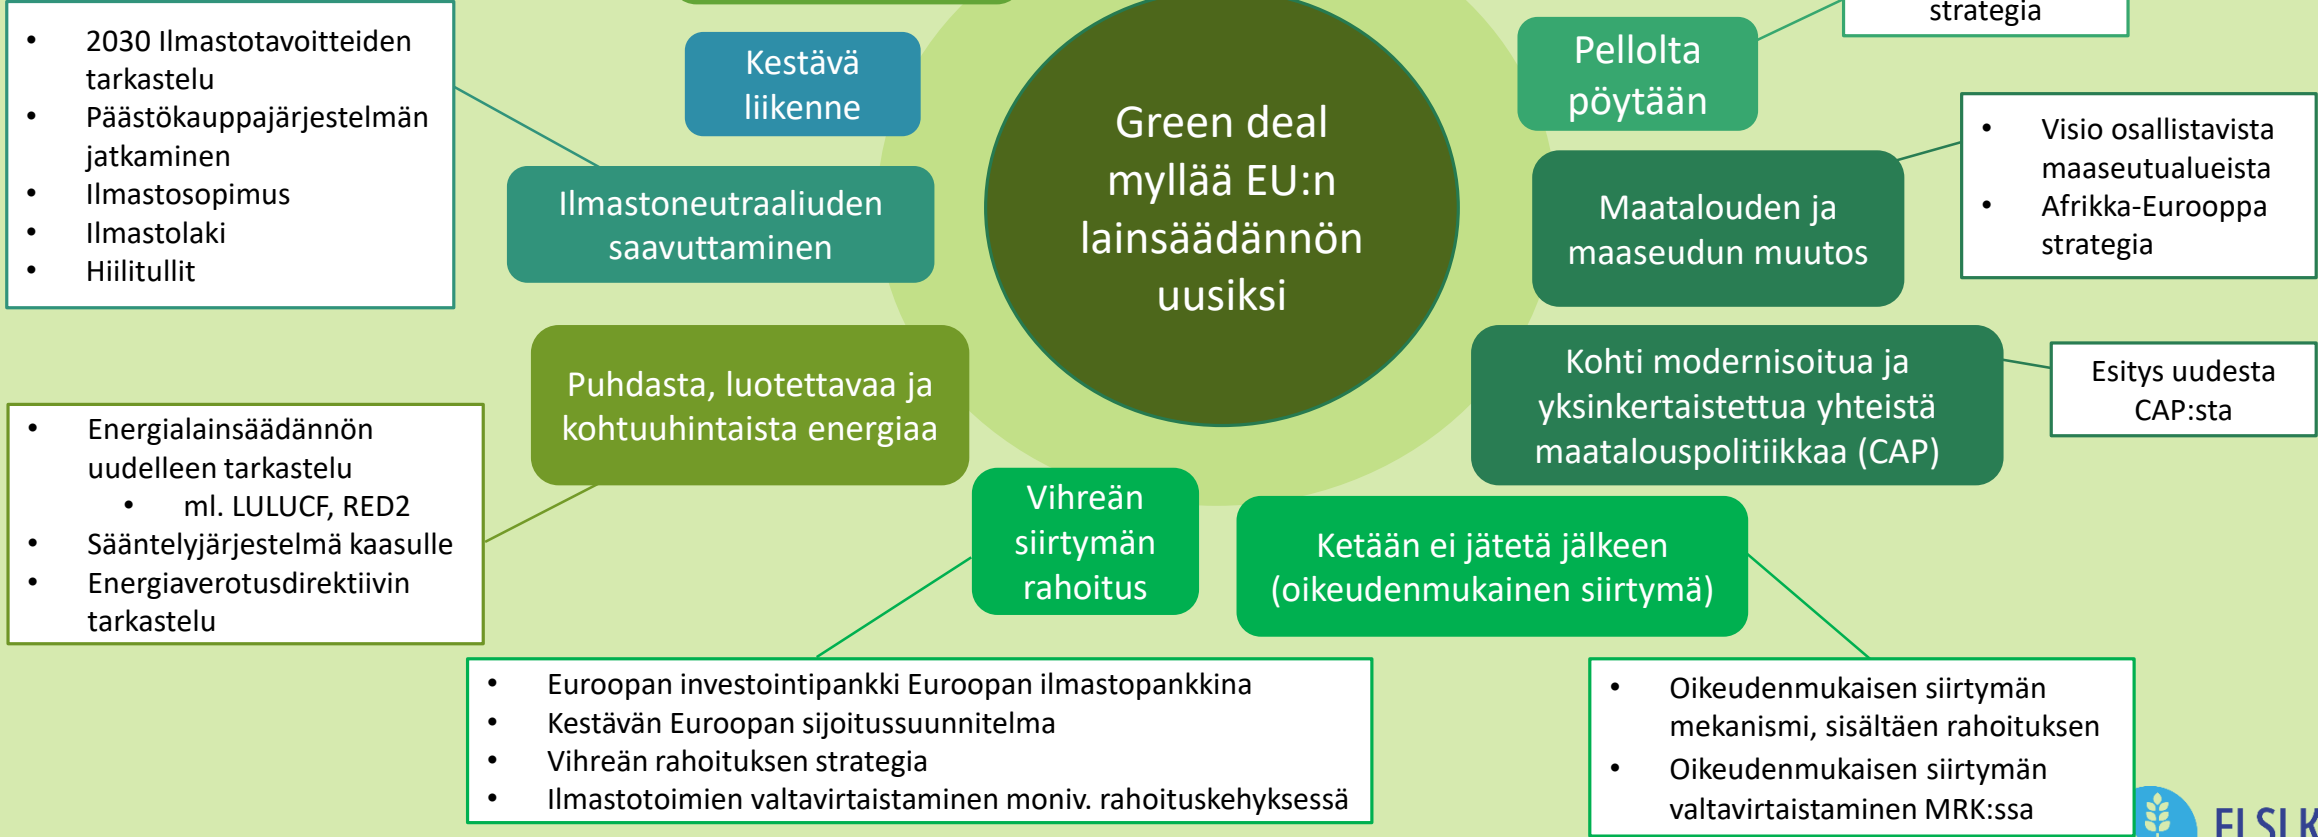 strategia
• 2030 Ilmastotavoitteiden
tarkastelu
• Päästökauppajärjestelmän
jatkaminen
• Ilmastosopimus
• Ilmastolaki
• Hiilitullit
Kestävä
liikenne
Ilmastoneutraaliuden
saavuttaminen
Green deal
myllää EU:n
lainsäädännön
uusiksi
Pellolta
pöytään
Maatalouden ja
maaseudun muutos
• Visio osallistavista
maaseutualueista
• Afrikka-Eurooppa
strategia
Puhdasta, luotettavaa ja
kohtuuhintaista energiaa
Kohti modernisoitua ja
yksinkertaistettua yhteistä
maatalouspolitiikkaa (CAP)
Esitys uudesta
CAP:sta
• Energialainsäädännön
uudelleen tarkastelu
• ml. LULUCF, RED2
• Sääntelyjärjestelmä kaasulle
• Energiaverotusdirektiivin
tarkastelu
Vihreän
siirtymän
rahoitus
Ketään ei jätetä jälkeen
(oikeudenmukainen siirtymä)
• Euroopan investointipankki Euroopan ilmastopankkina
• Kestävän Euroopan sijoitussuunnitelma
• Vihreän rahoituksen strategia
• Ilmastotoimien valtavirtaistaminen moniv. rahoituskehyksessä
• Oikeudenmukaisen siirtymän
mekanismi, sisältäen rahoituksen
• Oikeudenmukaisen siirtymän
valtavirtaistaminen MRK:ssa